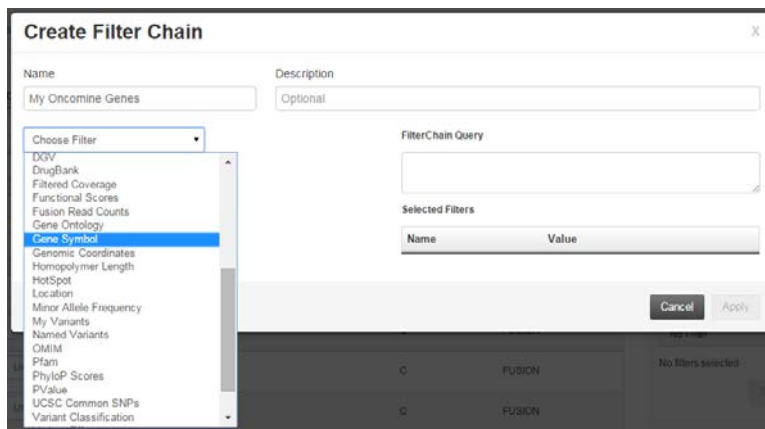 Create Filter Chain
X
Name
Description
My Oncomine Genes
Optional
Choose Filter
FilterChain Query
DGV
DrugBank
Filtered Coverage
Functional Scores
Fusion Read Counts
Selected Filters
Gene Ontology
Gene Symbol
Name Value
Genomic Coordinates
Homopolymer Length
HotSpot
Location
Minor Allele Frequency
Cancel Apply
My Variants
Named Variants
OMIM
Pfam
No filters selected
C FUSION
PhyloP Scores
PValue
UCSC Common SNPs
C FUSION
Variant Classification